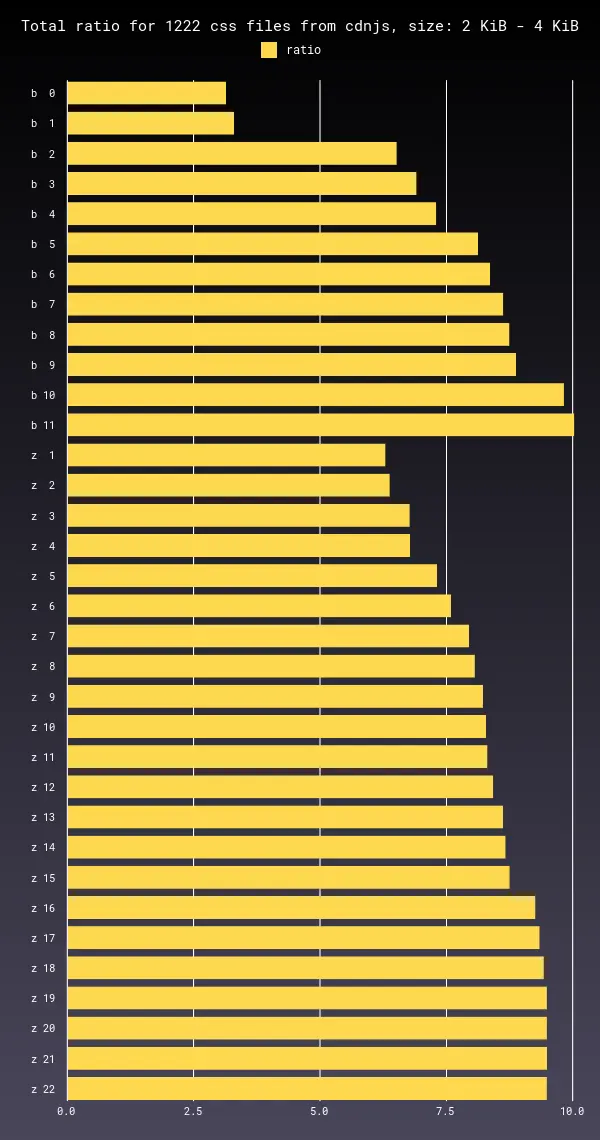 Total ratio for 1222 css files from cdnjs, size: 2 KiB - 4 KiB
ratio
b 0
b 1
b 2
b 3
b 4
b 5
b 6
b 7
b 8
b 9
b 10
b 11
z 1
z 2
z 3
z 4
z 5
z 6
z 7
z 8
z 9
z 10
z 11
z 12
z 13
z 14
z 15
z 16
z 17
z 18
z 19
z 20
z 21
z 22
0.0 2.5 5.0 7.5 10.0